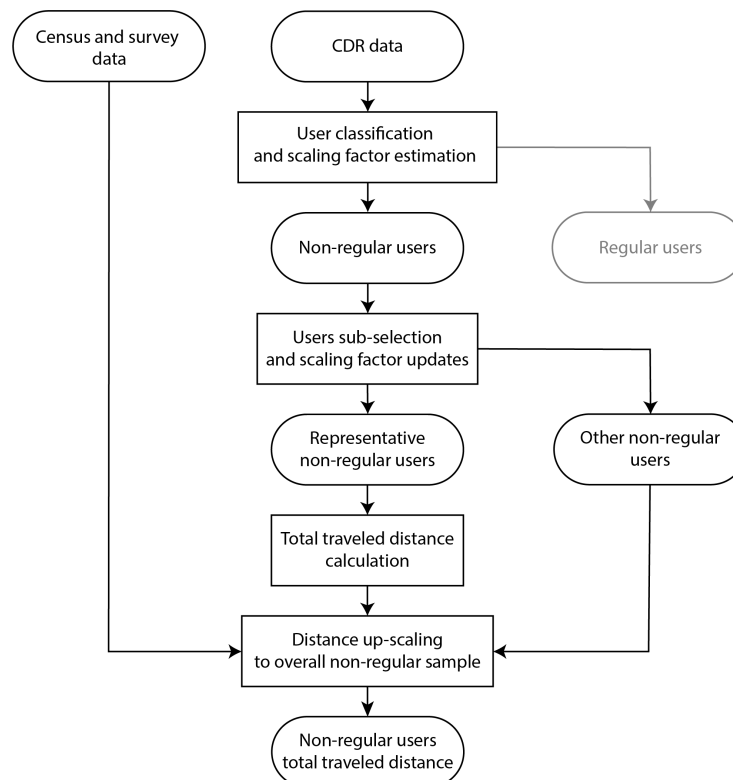 Census and survey
data
CDR data
User classification
and scaling factor estimation
Non-regular users
Regular users
Users sub-selection
and scaling factor updates
Representative
non-regular users
Other non-regular
users
Total traveled distance
calculation
Distance up-scaling
to overall non-regular sample
Non-regular users
total traveled distance